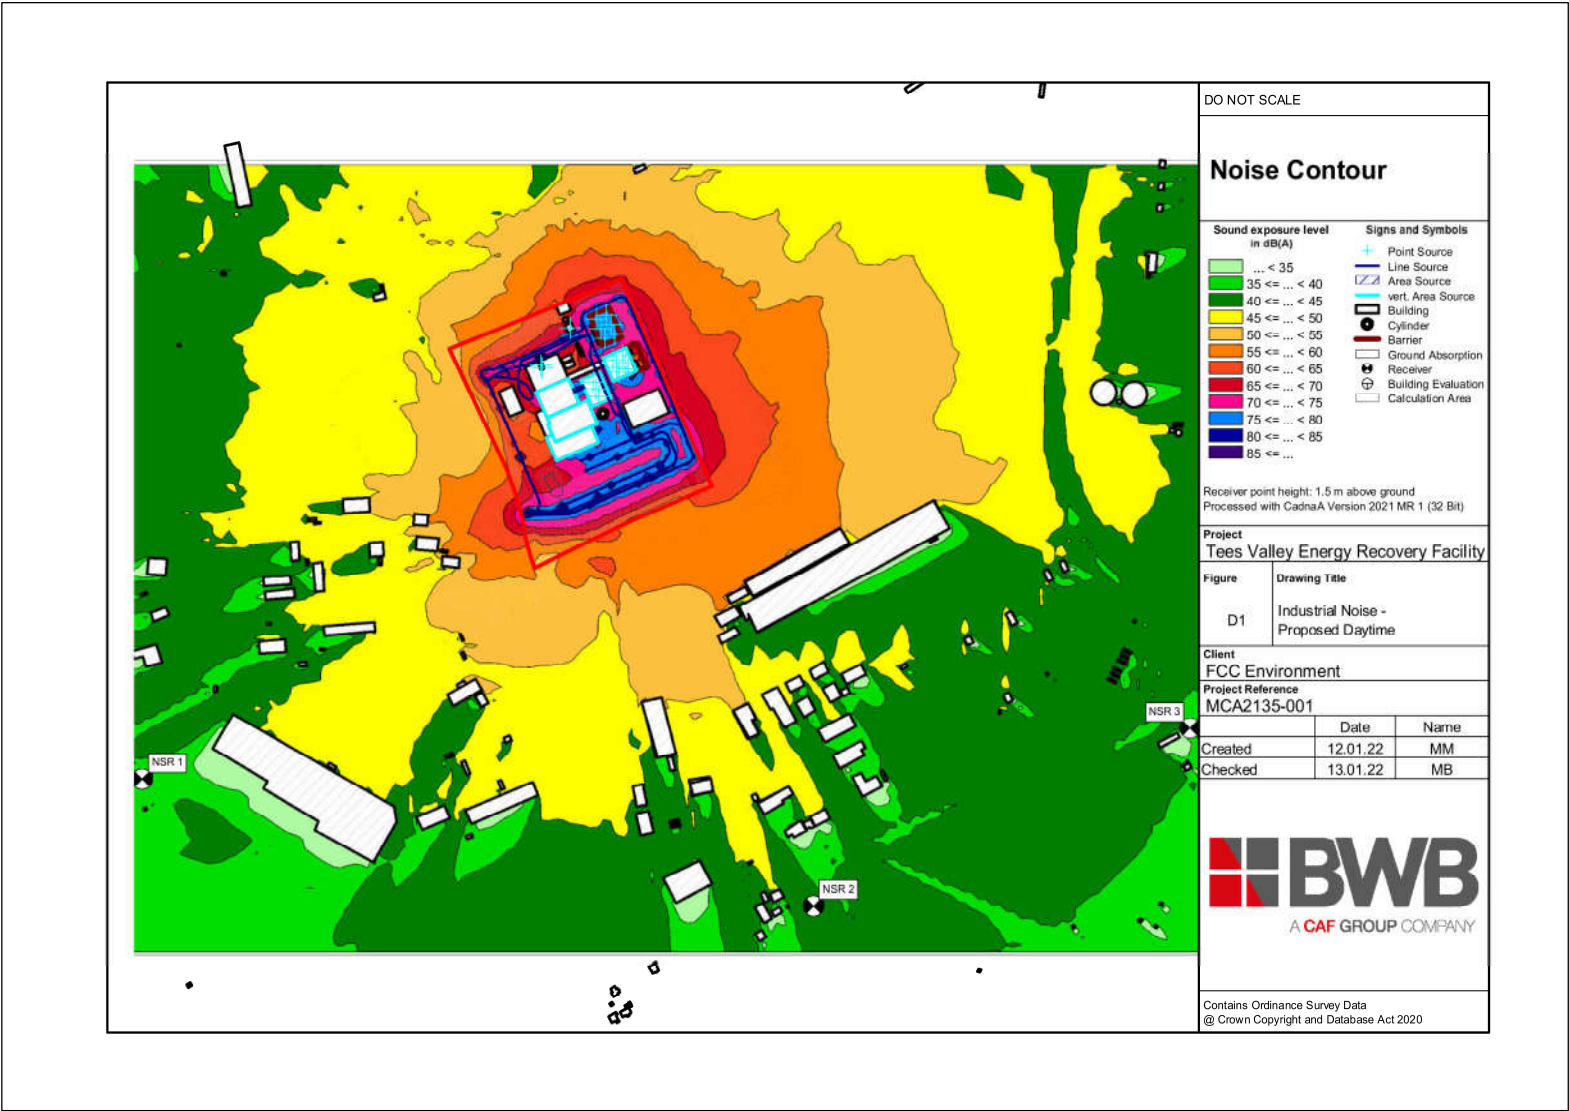 DO NOT SCALE
Noise Contour
Sound exposure level
in dB(A)
... < 35
35 <= ... < 40
40 <= ... < 45
45 <= ... < 50
50 <= ... < 55
55 <= ... < 60
60 <= ... < 65
65 <= ... < 70
70 <= ... < 75
75 <= ... < 80
80 <= ... < 85
85 <= ...
Signs and Symbols
Point Source
Line Source
Area Source
vert. Area Source
Building
Cylinder
Barrier
Ground Absorption
Receiver
Building Evaluation
Calculation Area
Receiver point height: 1.5 m above ground
Processed with CadnaA Version 2021 MR 1 (32 Bit)
Project
Tees Valley Energy Recovery Facility
Figure
D1
Drawing Title
Industrial Noise -
Proposed Daytime
Client
FCC Environment
Project Reference
MCA2135-001
Date Name
Created 12.01.22 MM
Checked 13.01.22 MB
BWB
A CAF GROUP COMPANY
Contains Ordinance Survey Data
@ Crown Copyright and Database Act 2020
NSR 1
NSR 2
NSR 3